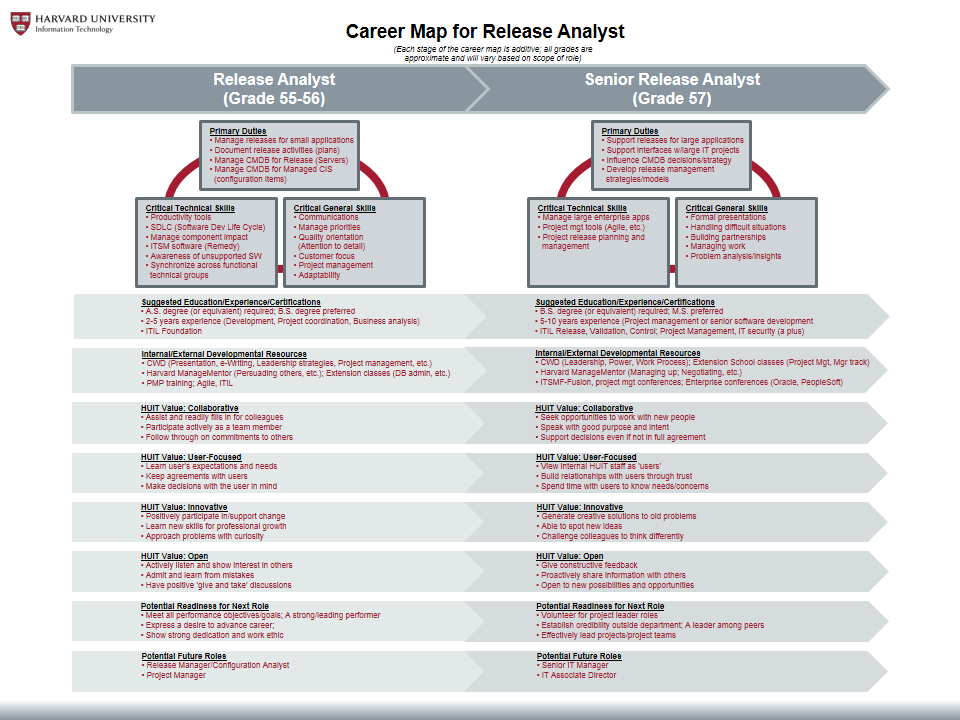 HARVARD UNIVERSITY
Information Technology
Career Map for Release Analyst
(Each stage of the career map is additive; all grades are
approximate and will vary based on scope of role)
Release Analyst
(Grade 55-56)
Primary Duties
• Manage releases for small applications
• Document release activities (plans)
• Manage CMDB for Release (Servers)
• Manage CMDB for Managed CIS
(configuration items)
Critical Technical Skills
• Productivity tools
• SDLC (Software Dev Life Cycle)
• Manage component impact
• ITSM software (Remedy)
• Awareness of unsupported SW
• Synchronize across functional
technical groups
Critical General Skills
• Communications
• Manage priorities
• Quality orientation
(Attention to detail)
• Customer focus
• Project management
• Adaptability
Senior Release Analyst
(Grade 57)
Primary Duties
• Support releases for large applications
• Support interfaces w/large IT projects
• Influence CMDB decisions/strategy
• Develop release management
strategies/models
Critical Technical Skills
• Manage large enterprise apps
• Project mgt tools (Agile, etc.)
• Project release planning and
management
Critical General Skills
• Formal presentations
• Handling difficult situations
• Building partnerships
• Managing work
• Problem analysis/insights
Suggested Education/Experience/Certifications
• A.S. degree (or equivalent) required; B.S. degree preferred
• 2-5 years experience (Development, Project coordination, Business analysis)
• ITIL Foundation
Suggested Education/Experience/Certifications
• B.S. degree (or equivalent) required; M.S. preferred
• 5-10 years experience (Project management or senior software development
• ITIL Release, Validation, Control; Project Management, IT security (a plus)
Internal/External Developmental Resources
• CWD (Presentation, e-Writing, Leadership strategies, Project management, etc.)
• Harvard ManageMentor (Persuading others, etc.); Extension classes (DB admin, etc.)
• PMP training; Agile, ITIL
Internal/External Developmental Resources
• CWD (Leadership, Power, Work Process); Extension School classes (Project Mgt, Mgr track)
• Harvard ManageMentor (Managing up; Negotiating, etc.)
• ITSMF-Fusion, project mgt conferences; Enterprise conferences (Oracle, PeopleSoft)
HUIT Value: Collaborative
• Assist and readily fills in for colleagues
• Participate actively as a team member
• Follow through on commitments to others
HUIT Value: Collaborative
• Seek opportunities to work with new people
• Speak with good purpose and intent
• Support decisions even if not in full agreement
HUIT Value: User-Focused
• Learn user's expectations and needs
• Keep agreements with users
• Make decisions with the user in mind
HUIT Value: User-Focused
• View internal HUIT staff as 'users'
• Build relationships with users through trust
• Spend time with users to know needs/concerns
HUIT Value: Innovative
• Positively participate in/support change
• Learn new skills for professional growth
• Approach problems with curiosity
HUIT Value: Innovative
• Generate creative solutions to old problems
• Able to spot new ideas
• Challenge colleagues to think differently
HUIT Value: Open
• Actively listen and show interest in others
• Admit and learn from mistakes
• Have positive 'give and take' discussions
HUIT Value: Open
• Give constructive feedback
• Proactively share information with others
• Open to new possibilities and opportunities
Potential Readiness for Next Role
• Meet all performance objectives/goals; A strong/leading performer
• Express a desire to advance career;
• Show strong dedication and work ethic
Potential Readiness for Next Role
• Volunteer for project leader roles
• Establish credibility outside department; A leader among peers
• Effectively lead projects/project teams
Potential Future Roles
• Release Manager/Configuration Analyst
• Project Manager
Potential Future Roles
• Senior IT Manager
• IT Associate Director